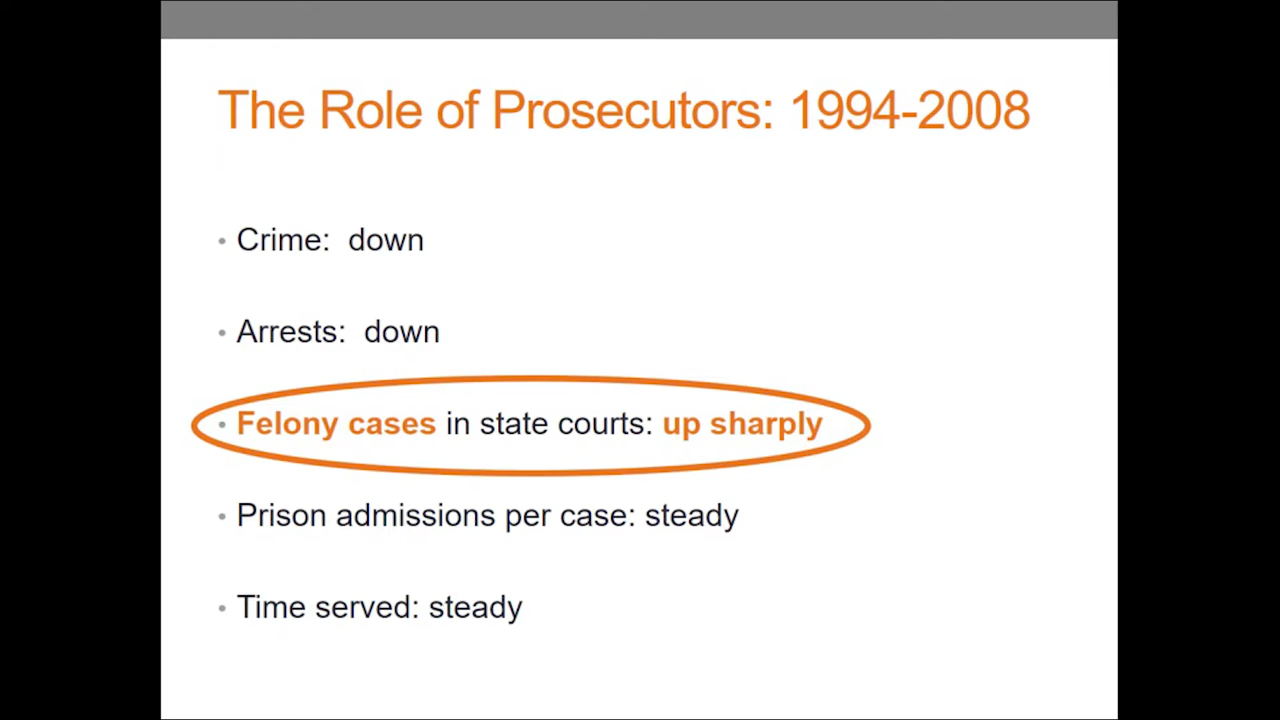 The Role of Prosecutors: 1994-2008
• Crime: down
• Arrests: down
• Felony cases in state courts: up sharply
• Prison admissions per case: steady
• Time served: steady